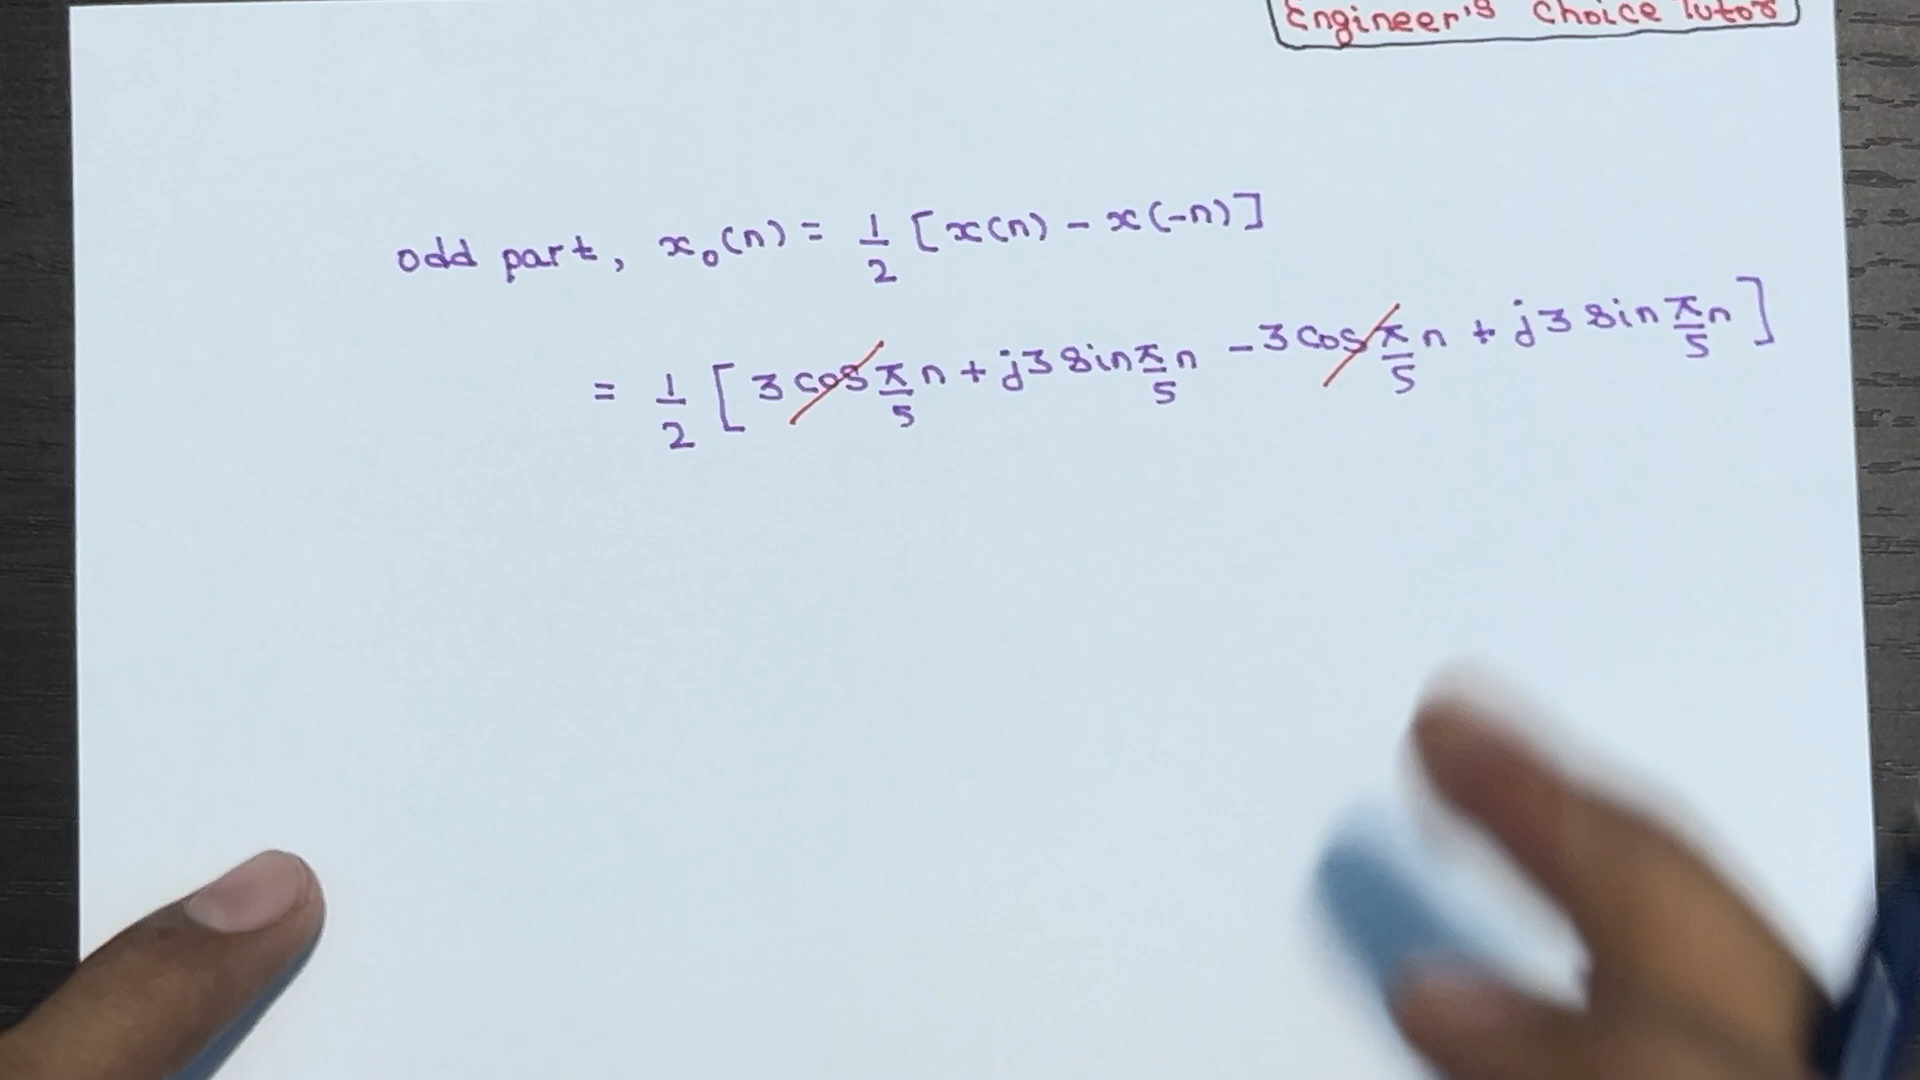 Engineer's Choice Tutor
odd part, x₀(n) = 1/2 [x(n) - x(-n)]
= 1/2 [3 cos π/5 n + j3 sin π/5 n - 3 cos π/5 n + j3 sin π/5 n]